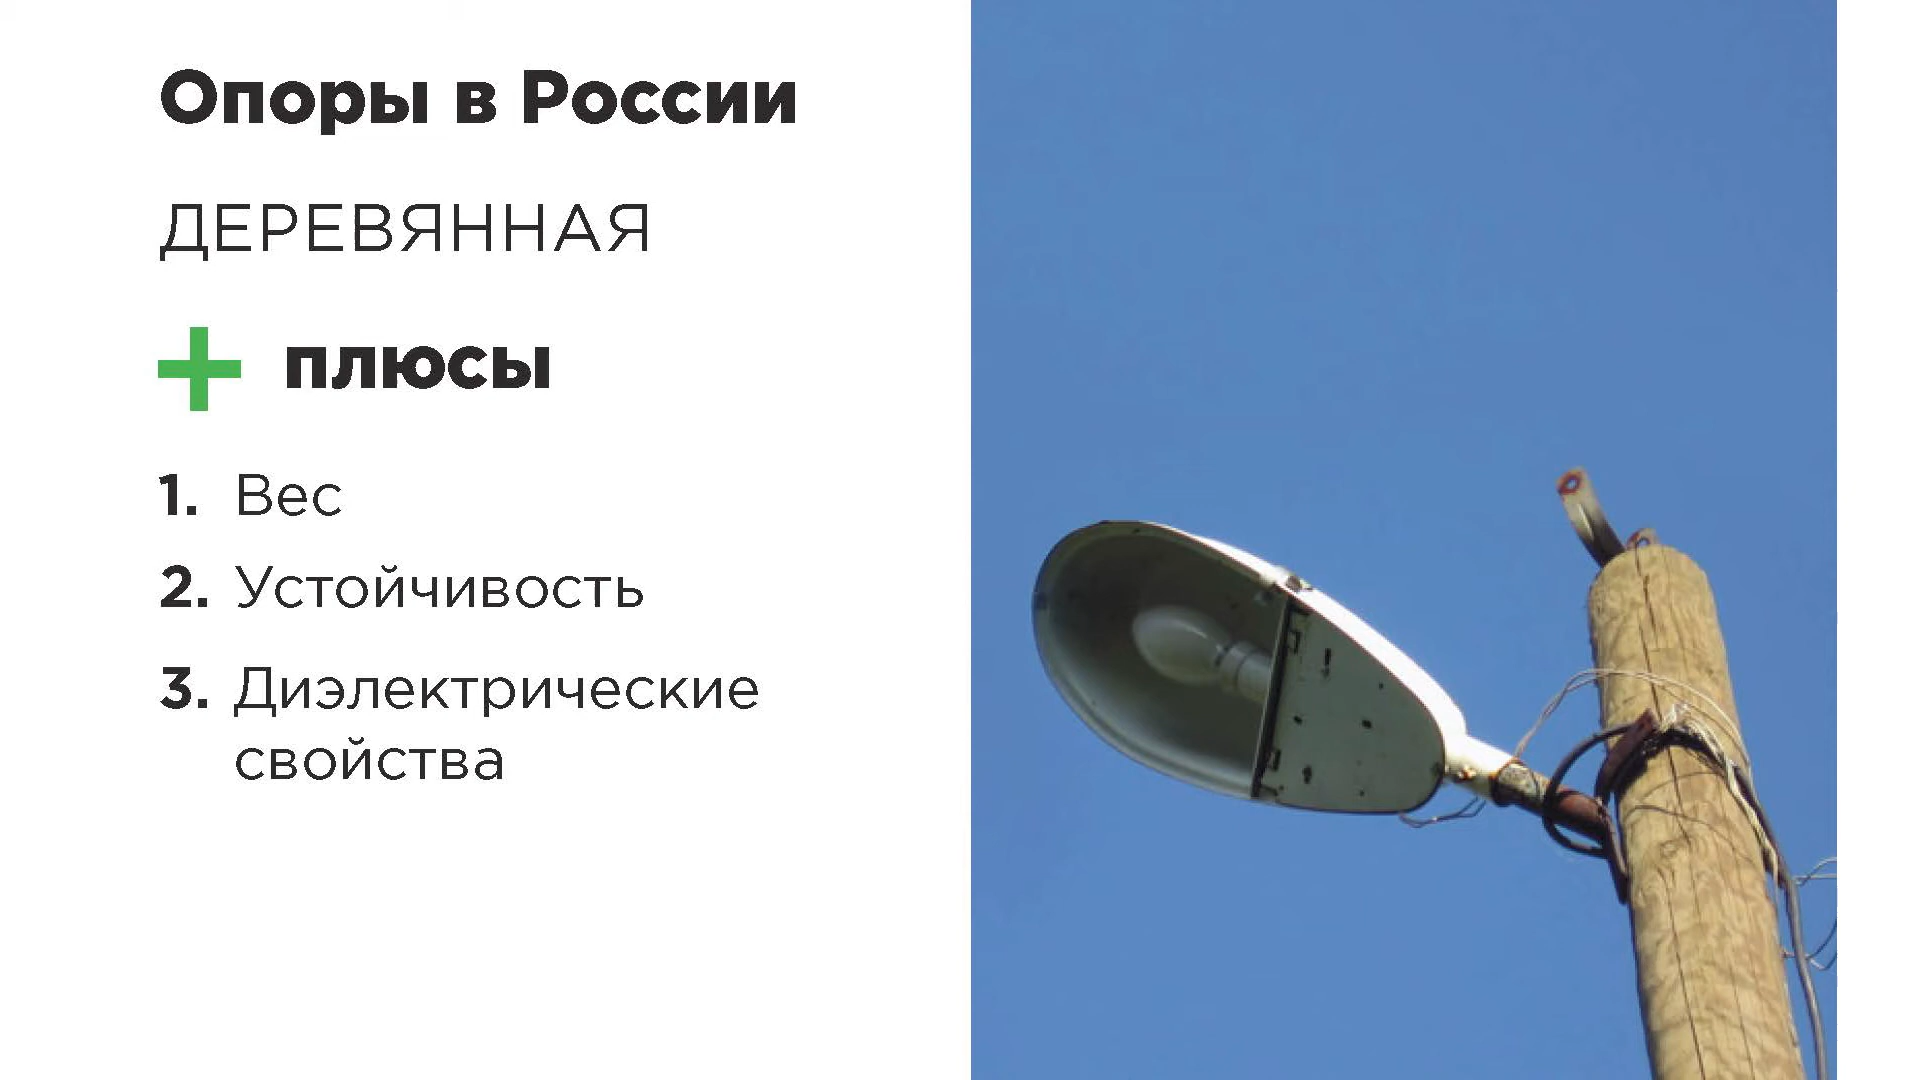 Опоры в России
ДЕРЕВЯННАЯ
+ плюсы
1. Вес
2. Устойчивость
3. Диэлектрические
свойства